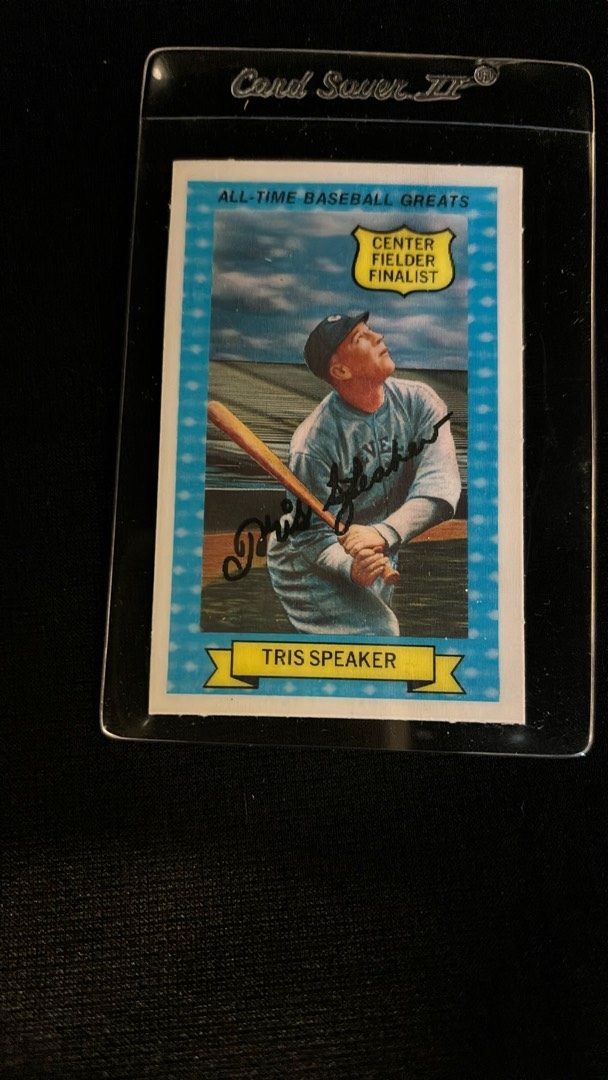 Card Saver II
ALL-TIME BASEBALL GREATS
CENTER
FIELDER
FINALIST
Tris Speaker
TRIS SPEAKER